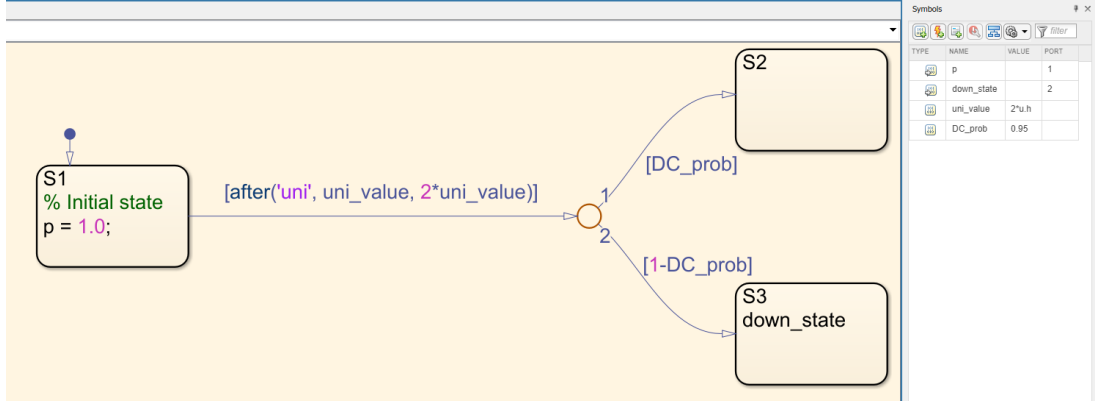 Symbols
filter
TYPE NAME VALUE PORT
p 1
down_state 2
uni_value 2*u.h
DC_prob 0.95
S2
[DC_prob]
S1
% Initial state
p = 1.0;
[after('uni', uni_value, 2*uni_value)]
1
2
[1-DC_prob]
S3
down_state